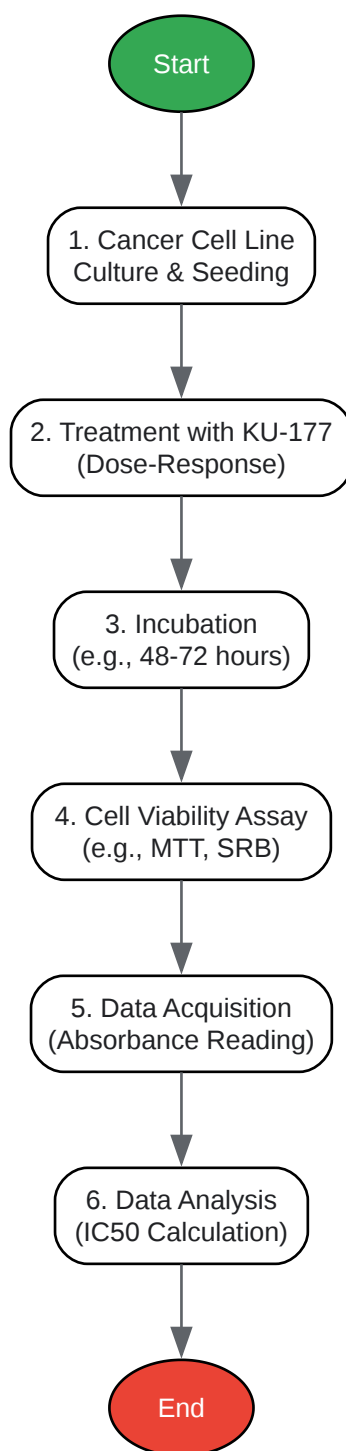 Start
1. Cancer Cell Line
Culture & Seeding
2. Treatment with KU-177
(Dose-Response)
3. Incubation
(e.g., 48-72 hours)
4. Cell Viability Assay
(e.g., MTT, SRB)
5. Data Acquisition
(Absorbance Reading)
6. Data Analysis
(IC50 Calculation)
End